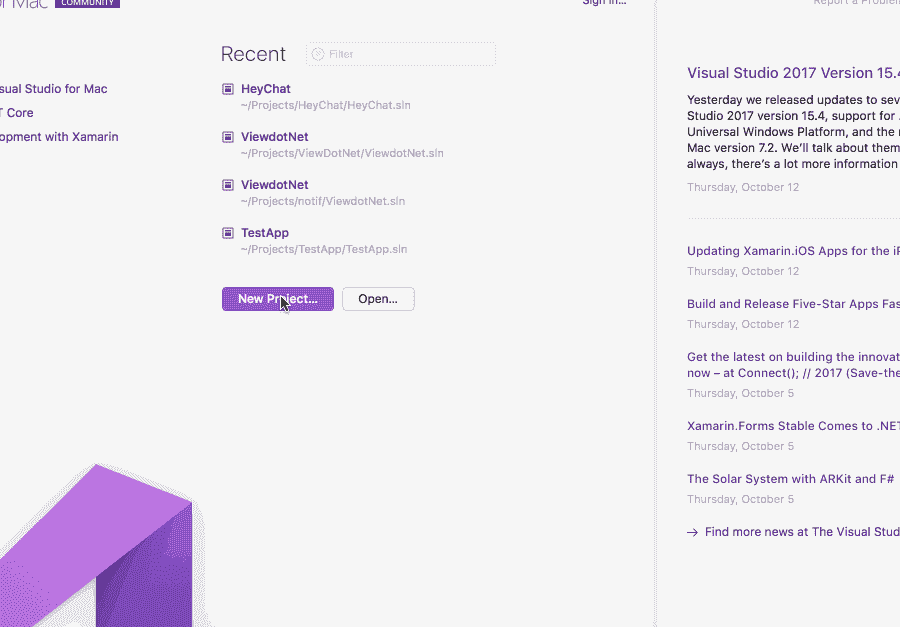 Mac COMMUNITY
Sign in...
Report a Problem
sual Studio for Mac
T Core
opment with Xamarin
Recent
Filter
HeyChat
~/Projects/HeyChat/HeyChat.sln
ViewdotNet
~/Projects/ViewDotNet/ViewdotNet.sln
ViewdotNet
~/Projects/notif/ViewdotNet.sln
TestApp
~/Projects/TestApp/TestApp.sln
New Project...
Open...
Visual Studio 2017 Version 15.4
Yesterday we released updates to sev
Studio 2017 version 15.4, support for .
Universal Windows Platform, and the
Mac version 7.2. We'll talk about them
always, there's a lot more information
Thursday, October 12
Updating Xamarin.iOS Apps for the iP
Thursday, October 12
Build and Release Five-Star Apps Fas
Thursday, October 12
Get the latest on building the innovat
now – at Connect(); // 2017 (Save-the
Thursday, October 5
Xamarin.Forms Stable Comes to .NET
Thursday, October 5
The Solar System with ARKit and F#
Thursday, October 5
→ Find more news at The Visual Stud